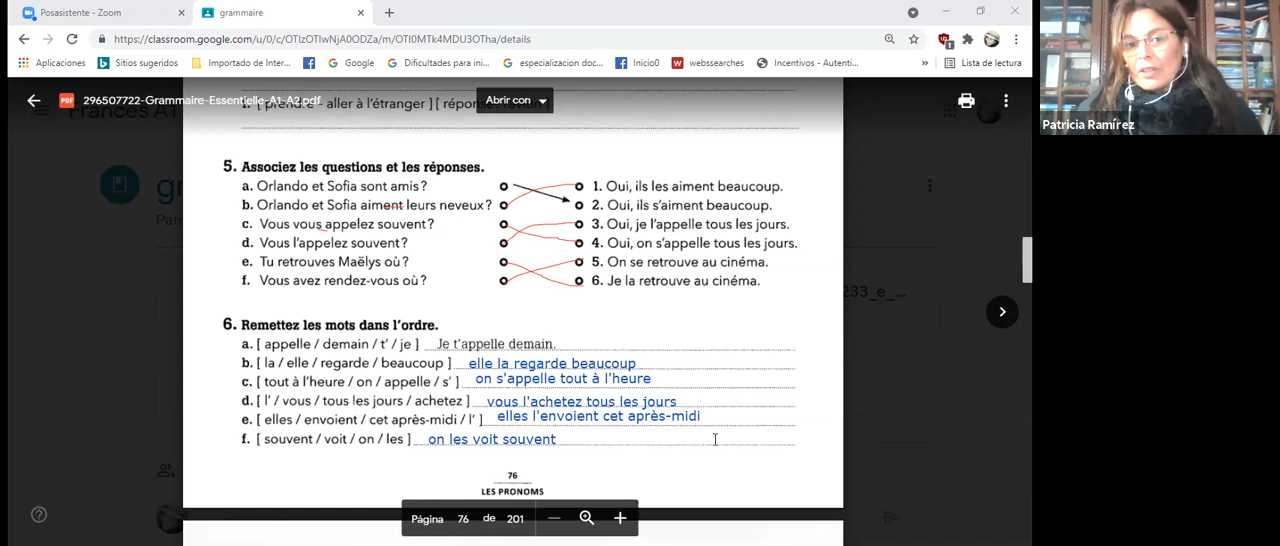 Posasistente - Zoom
grammaire
https://classroom.google.com/u/0/c/OTIzOTIwNjA0ODZa/m/OTI0MTk4MDU3OTha/details
Aplicaciones
Sitios sugeridos
Importado de Inter...
Google
Dificultades para ini...
especializacion doc...
Inicio0
webssearches
Incentivos - Autenti...
»
Lista de lectura
Patricia Ramírez
PDF
296507722-Grammaire-Essentielle-A1-A2.pdf
Abrir con
[ prendre - aller à l'étranger ] [ réponse : l'avion ]
5. Associez les questions et les réponses.
a. Orlando et Sofia sont amis ?
1. Oui, ils les aiment beaucoup.
b. Orlando et Sofia aiment leurs neveux ?
2. Oui, ils s'aiment beaucoup.
c. Vous vous appelez souvent ?
3. Oui, je l'appelle tous les jours.
d. Vous l'appelez souvent ?
4. Oui, on s'appelle tous les jours.
e. Tu retrouves Maëlys où ?
5. On se retrouve au cinéma.
f. Vous avez rendez-vous où ?
6. Je la retrouve au cinéma.
233_e_...
6. Remettez les mots dans l'ordre.
a. [ appelle / demain / t' / je ] Je t'appelle demain.
b. [ la / elle / regarde / beaucoup ] elle la regarde beaucoup
c. [ tout à l'heure / on / appelle / s' ] on s'appelle tout à l'heure
d. [ l' / vous / tous les jours / achetez ] vous l'achetez tous les jours
e. [ elles / envoient / cet après-midi / l' ] elles l'envoient cet après-midi
f. [ souvent / voit / on / les ] on les voit souvent
76
LES PRONOMS
Página 76 de 201